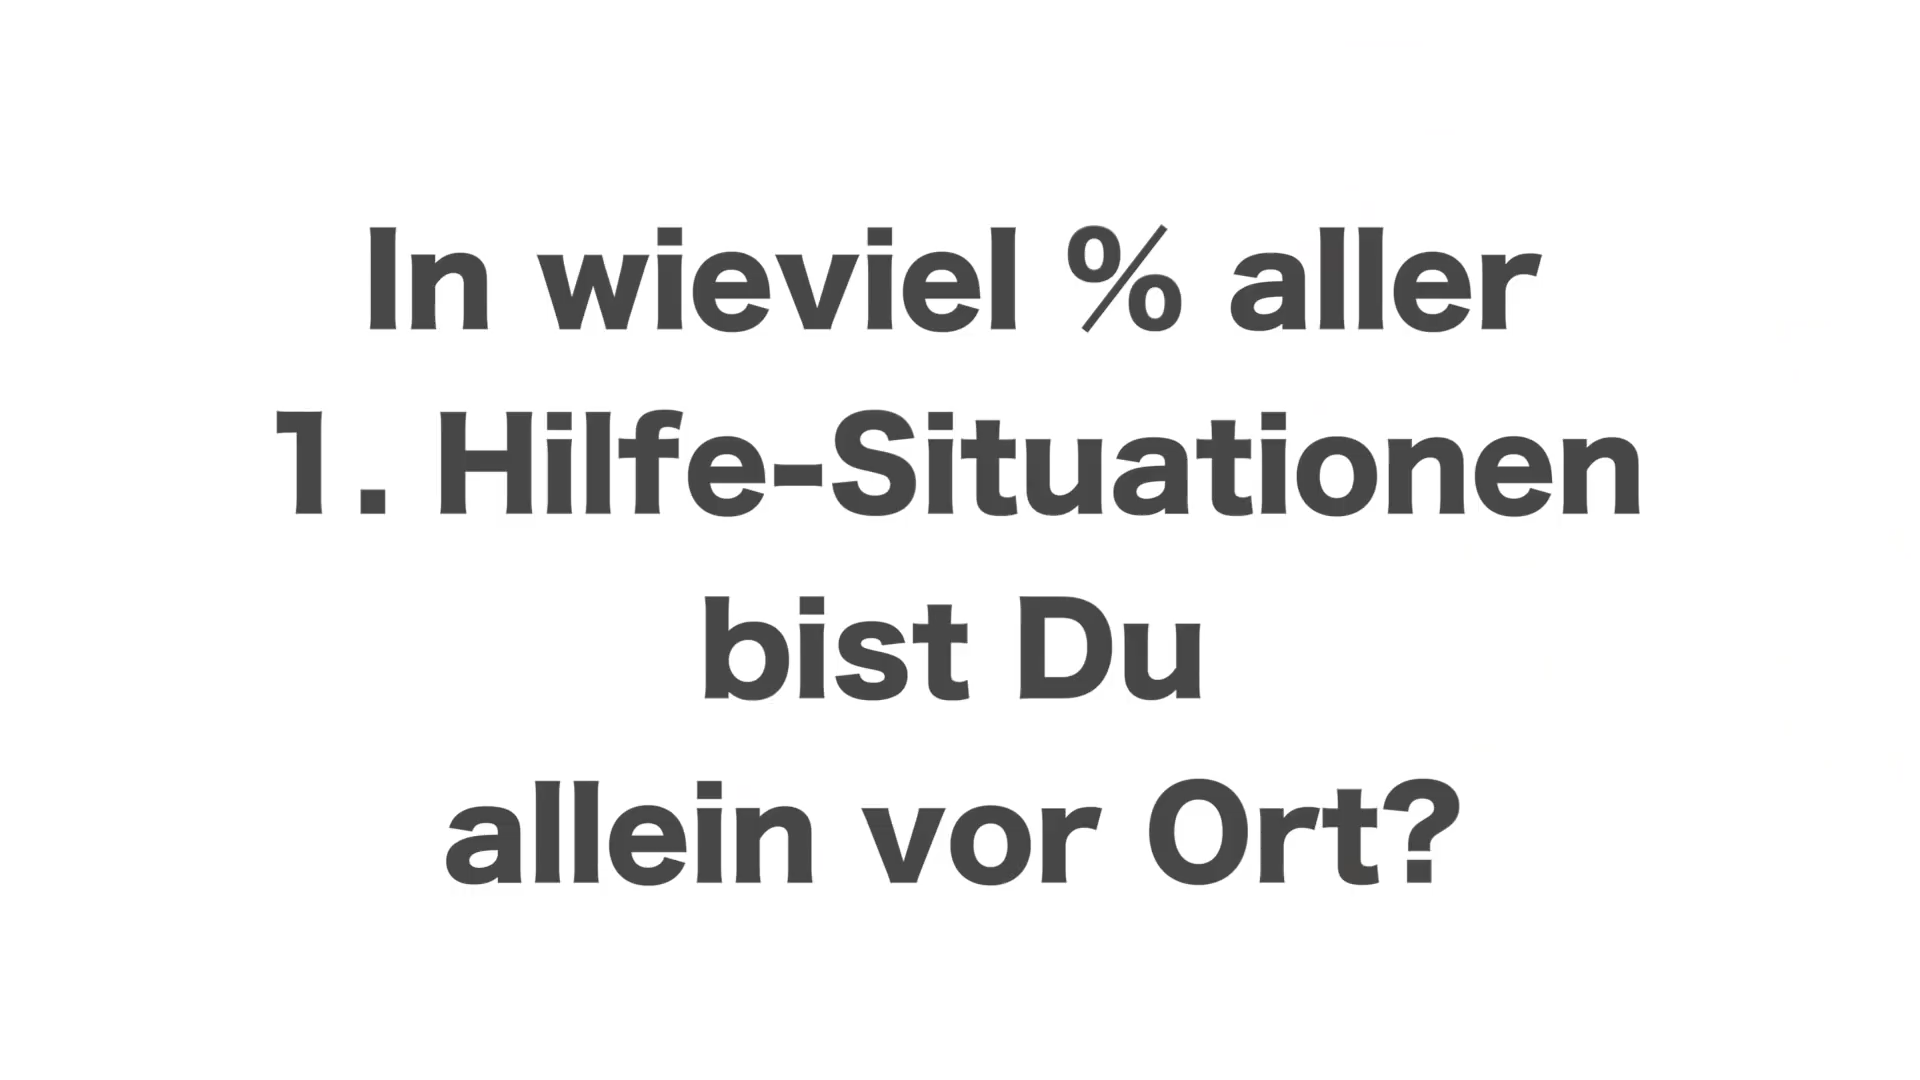 In wieviel % aller
1. Hilfe-Situationen
bist Du
allein vor Ort?